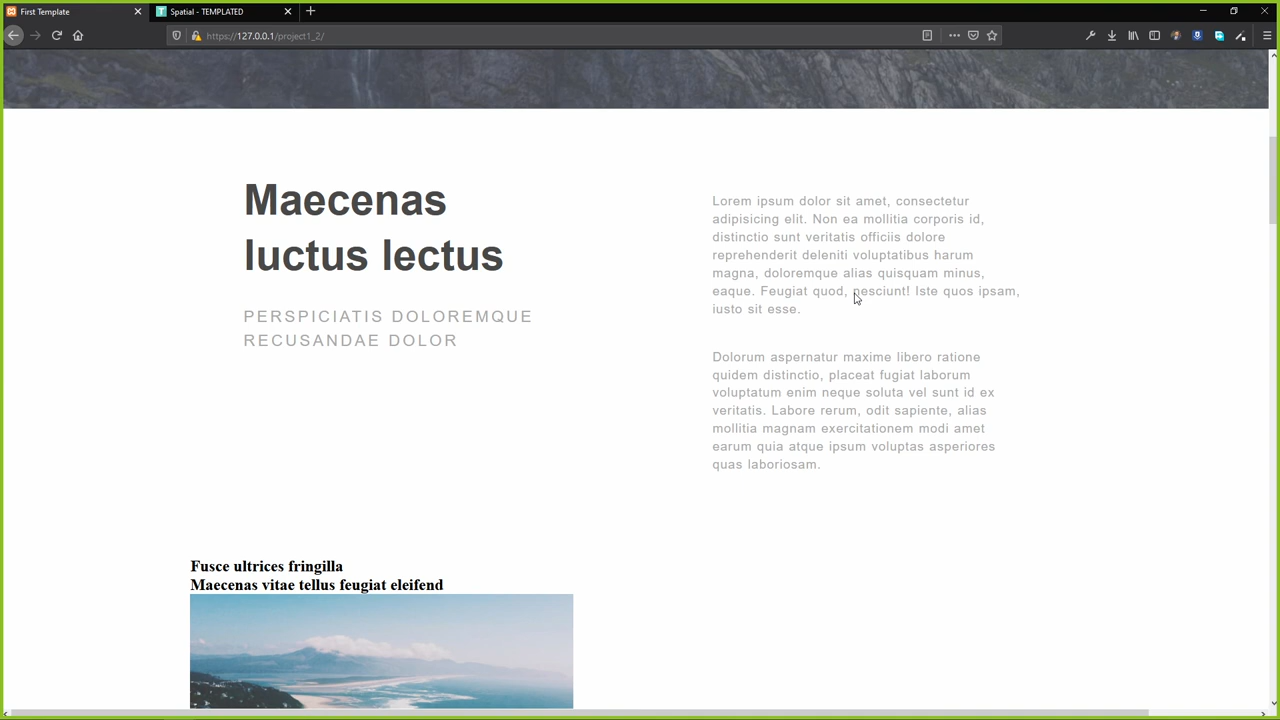 First Template
Spatial - TEMPLATED
https://127.0.0.1/project1_2/
Maecenas
luctus lectus
PERSPICIATIS DOLOREMQUE
RECUSANDAE DOLOR
Lorem ipsum dolor sit amet, consectetur
adipisicing elit. Non ea mollitia corporis id,
distinctio sunt veritatis officiis dolore
reprehenderit deleniti voluptatibus harum
magna, doloremque alias quisquam minus,
eaque. Feugiat quod, nesciunt! Iste quos ipsam,
iusto sit esse.
Dolorum aspernatur maxime libero ratione
quidem distinctio, placeat fugiat laborum
voluptatum enim neque soluta vel sunt id ex
veritatis. Labore rerum, odit sapiente, alias
mollitia magnam exercitationem modi amet
earum quia atque ipsum voluptas asperiores
quas laboriosam.
Fusce ultrices fringilla
Maecenas vitae tellus feugiat eleifend